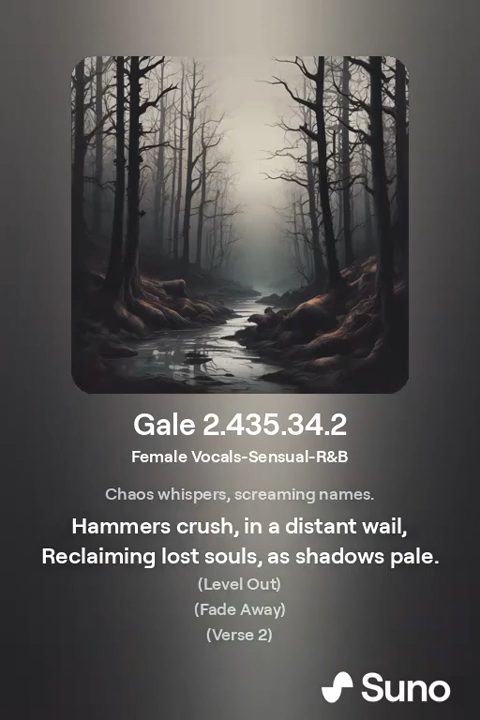 Gale 2.435.34.2
Female Vocals-Sensual-R&B
Chaos whispers, screaming names.
Hammers crush, in a distant wail,
Reclaiming lost souls, as shadows pale.
(Level Out)
(Fade Away)
(Verse 2)
Suno